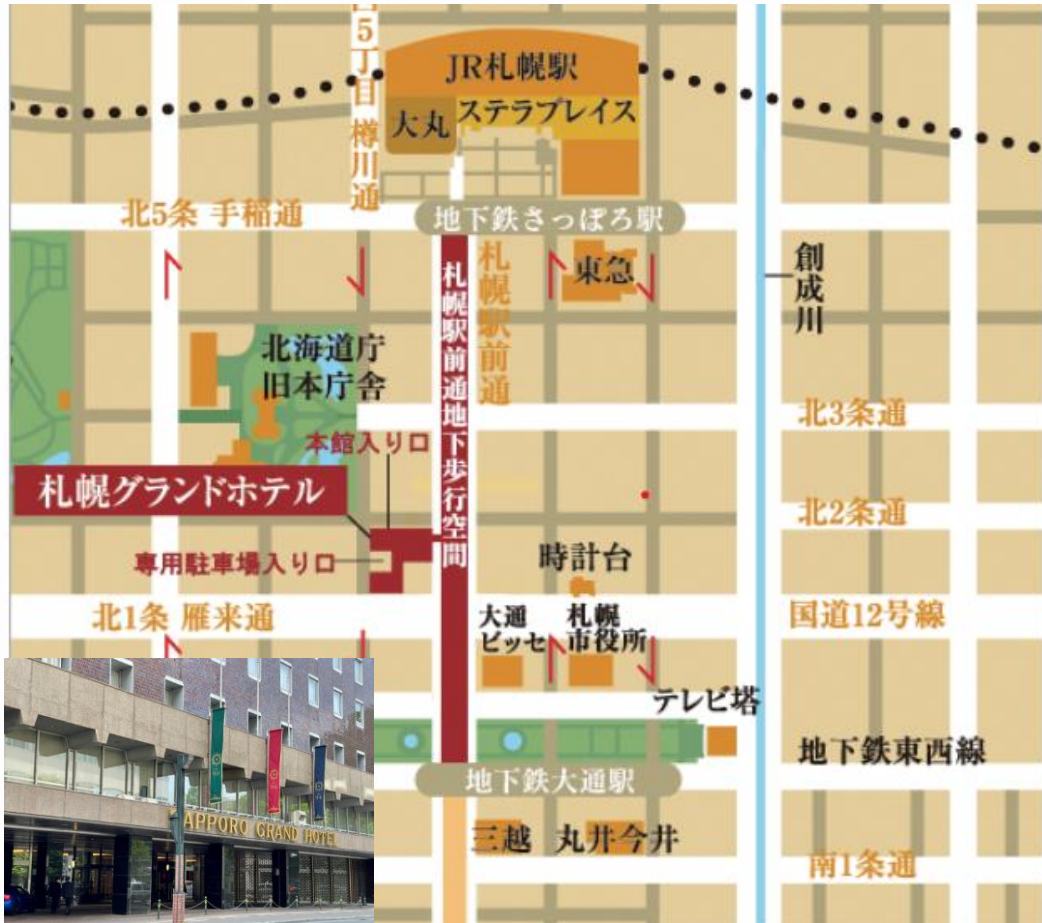 5丁目 樽川通
JR札幌駅
大丸
ステラプレイス
北5条 手稲通
地下鉄さっぽろ駅
札幌駅前通地下歩行空間
札幌駅前通
東急
創成川
北海道庁
旧本庁舎
北3条通
本館入り口
札幌グランドホテル
北2条通
専用駐車場入り口
時計台
北1条 雁来通
大通
ビッセ
札幌
市役所
国道12号線
テレビ塔
地下鉄東西線
地下鉄大通駅
三越
丸井今井
南1条通
SAPPORO GRAND HOTEL